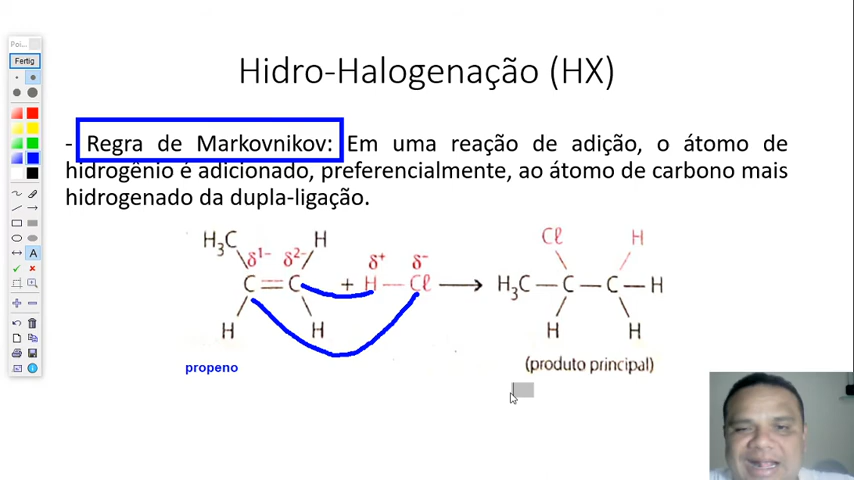 Poi...
Fertig
A
Hidro-Halogenação (HX)
- Regra de Markovnikov: Em uma reação de adição, o átomo de
hidrogênio é adicionado, preferencialmente, ao átomo de carbono mais
hidrogenado da dupla-ligação.
H₃C δ¹⁻ δ²⁻ H δ⁺ δ⁻ Cℓ H
C = C + H — Cℓ ⟶ H₃C — C — C — H
H H H H
propeno (produto principal)